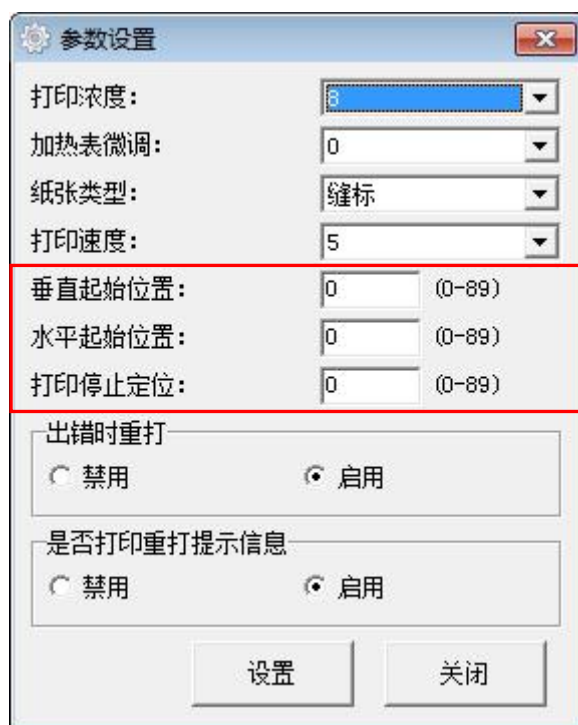 参数设置
打印浓度： 8
加热表微调： 0
纸张类型： 缝标
打印速度： 5
垂直起始位置： 0 (0-89)
水平起始位置： 0 (0-89)
打印停止定位： 0 (0-89)
出错时重打
禁用 启用
是否打印重打提示信息
禁用 启用
设置 关闭